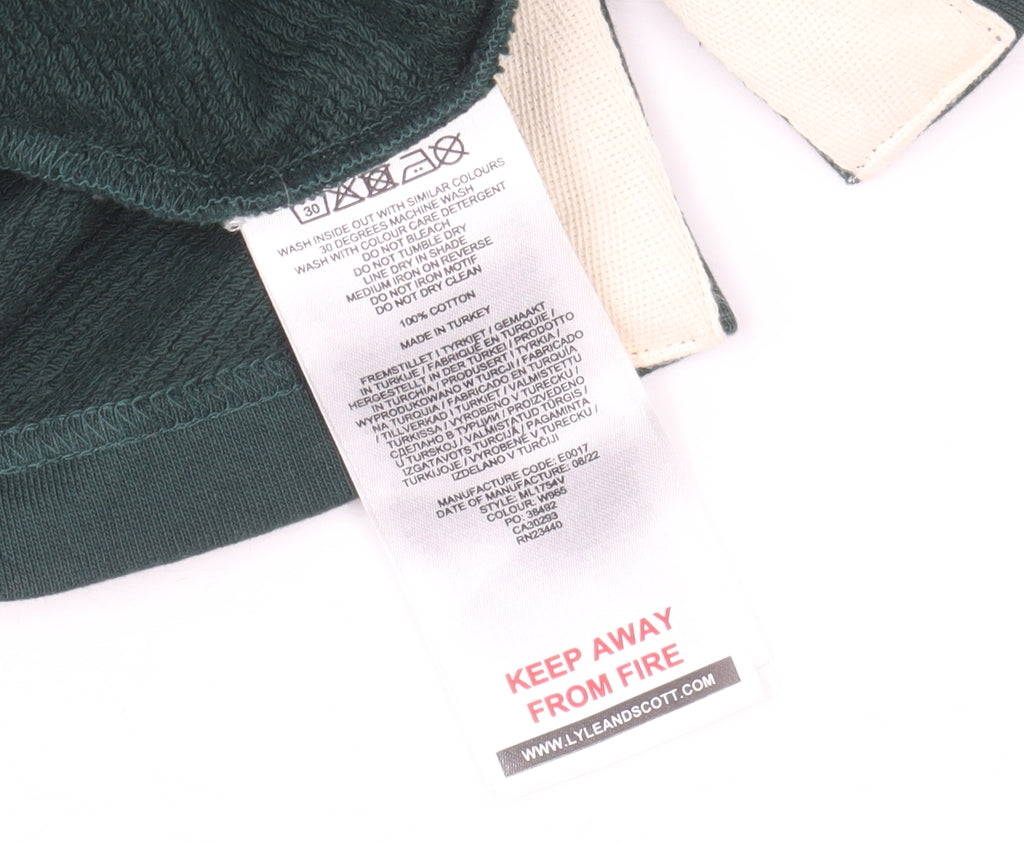 30
WASH INSIDE OUT WITH SIMILAR COLOURS
30 DEGREES MACHINE WASH
WASH WITH COLOUR CARE DETERGENT
DO NOT BLEACH
DO NOT TUMBLE DRY
LINE DRY IN SHADE
MEDIUM IRON ON REVERSE
DO NOT IRON MOTIF
DO NOT DRY CLEAN
100% COTTON
MADE IN TURKEY
FREMSTILLET I TYRKIET / GEMAAKT
IN TURKIJE / FABRIQUÉ EN TURQUIE /
HERGESTELLT IN DER TÜRKEI / PRODOTTO
IN TURCHIA / PRODUSERT I TYRKIA /
WYPRODUKOWANO W TURCJI / FABRICADO
NA TURQUIA / FABRICADO EN TURQUÍA
/ TILLVERKAD I TURKIET / VALMISTETTU
TURKISSA / VYROBENO V TURECKU /
СДЕЛАНО В ТУРЦИИ / PROIZVEDENO
U TURSKOJ / VALMISTATUD TÜRGIS /
IZGATAVOTS TURCIJĀ / PAGAMINTA
TURKIJOJE / VYROBENÉ V TURECKU /
IZDELANO V TURČIJI
MANUFACTURE CODE: E0017
DATE OF MANUFACTURE: 08/22
STYLE: ML1754V
COLOUR: W985
PO: 38492
CA30293
RN23440
KEEP AWAY
FROM FIRE
WWW.LYLEANDSCOTT.COM